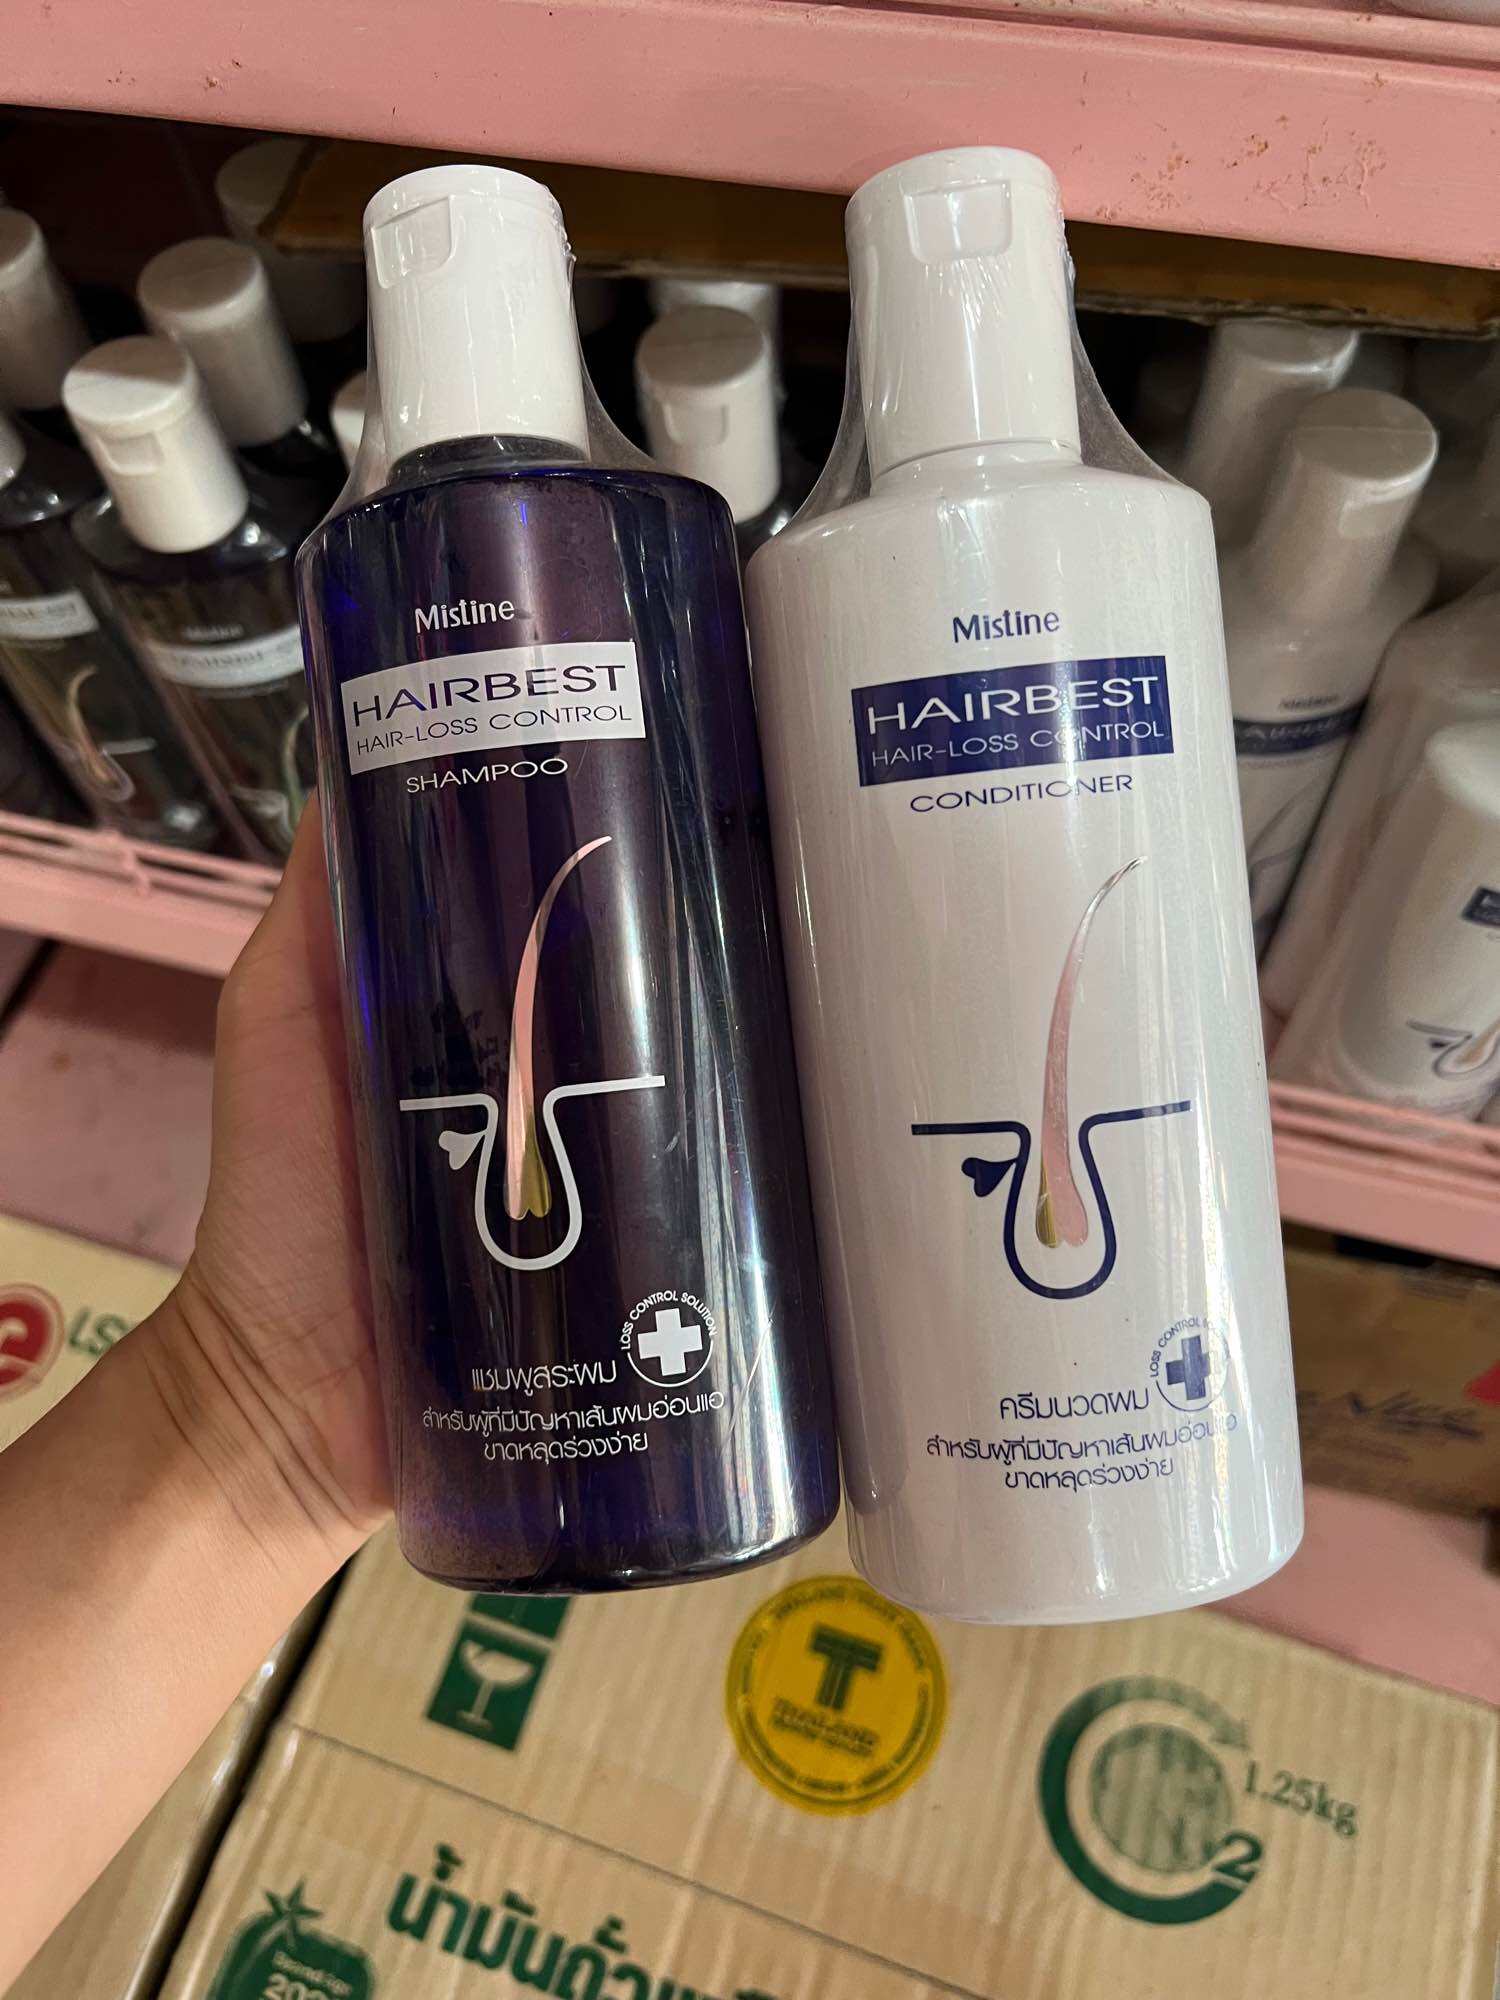 Mistine
HAIRBEST
HAIR-LOSS CONTROL
SHAMPOO
LOSS CONTROL SOLUTION
แชมพูสระผม
สำหรับผู้ที่มีปัญหาเส้นผมอ่อนแอ
ขาดหลุดร่วงง่าย
Mistine
HAIRBEST
HAIR-LOSS CONTROL
CONDITIONER
LOSS CONTROL
ครีมนวดผม
สำหรับผู้ที่มีปัญหาเส้นผมอ่อนแอ
ขาดหลุดร่วงง่าย
T
THAILAND
1.25kg
2
น้ำมันถั่ว